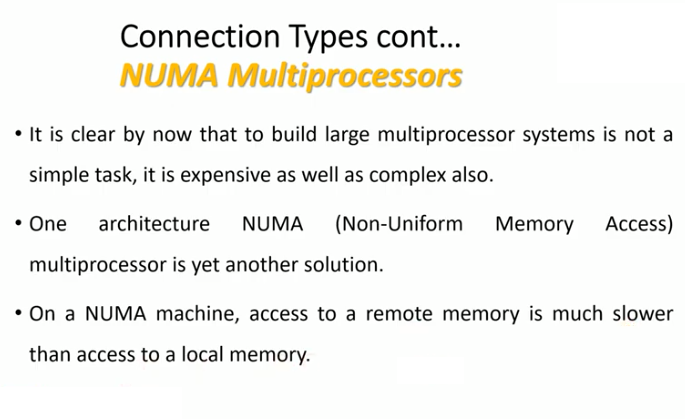 Connection Types cont...
NUMA Multiprocessors
• It is clear by now that to build large multiprocessor systems is not a
simple task, it is expensive as well as complex also.
• One architecture NUMA (Non-Uniform Memory Access)
multiprocessor is yet another solution.
• On a NUMA machine, access to a remote memory is much slower
than access to a local memory.